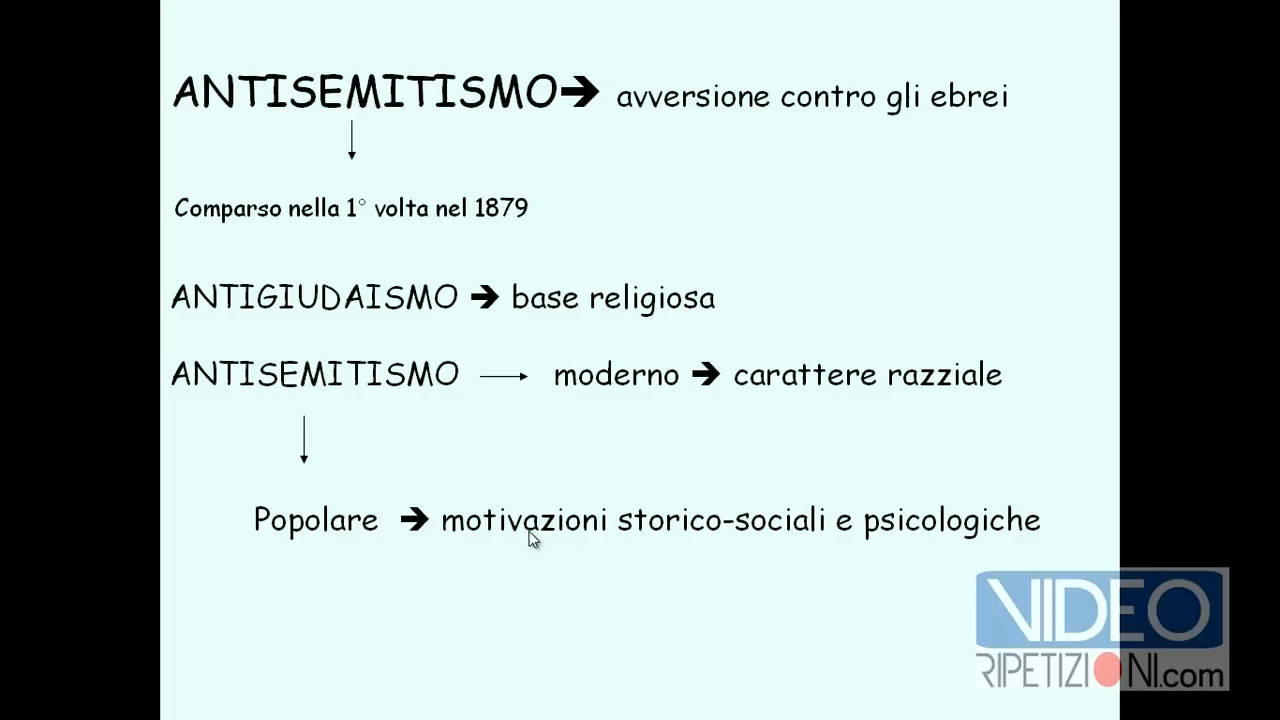 ANTISEMITISMO➔ avversione contro gli ebrei
Comparso nella 1° volta nel 1879
ANTIGIUDAISMO ➔ base religiosa
ANTISEMITISMO → moderno ➔ carattere razziale
Popolare ➔ motivazioni storico-sociali e psicologiche
VIDEO
RIPETIZIONI.com